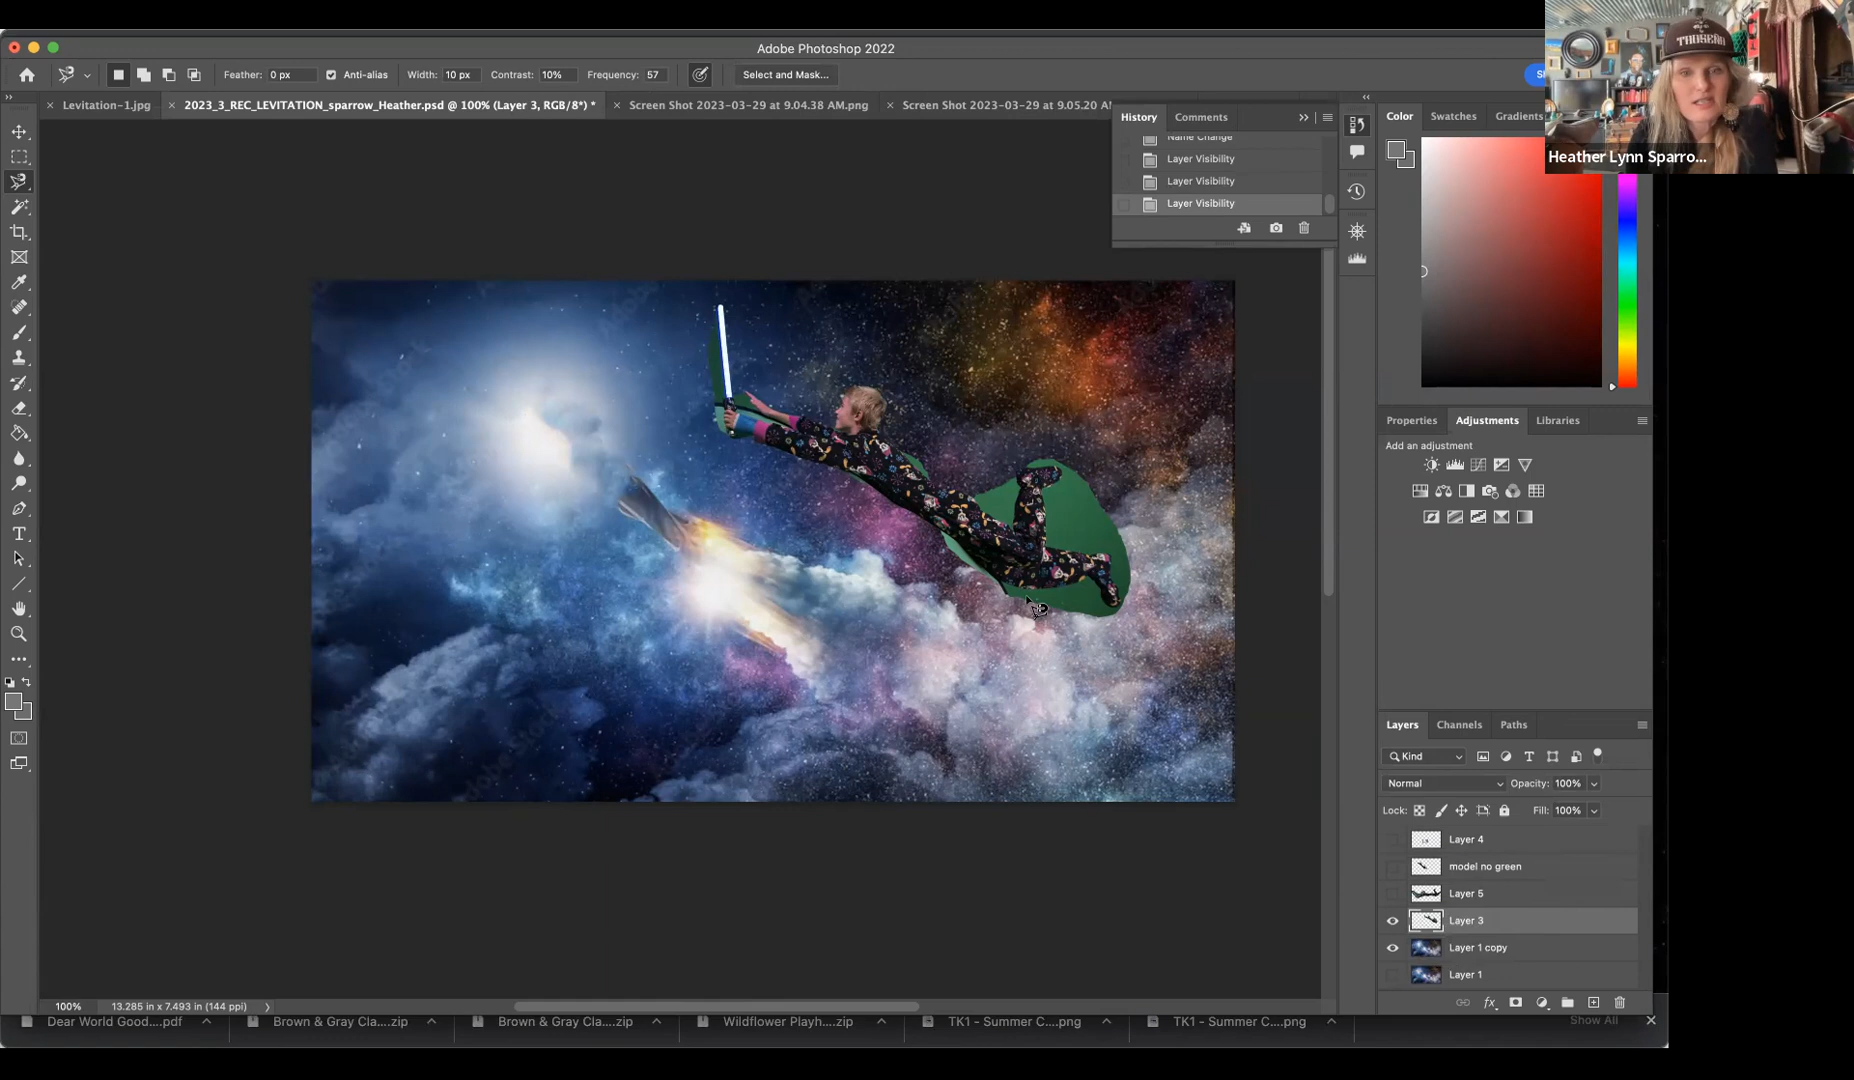 Adobe Photoshop 2022
Feather: 0 px Anti-alias Width: 10 px Contrast: 10% Frequency: 57 Select and Mask...
TRUSEÑA
Heather Lynn Sparro...
Levitation-1.jpg
2023_3_REC_LEVITATION_sparrow_Heather.psd @ 100% (Layer 3, RGB/8*) *
Screen Shot 2023-03-29 at 9.04.38 AM.png
Screen Shot 2023-03-29 at 9.05.20 AM
History Comments
Name Change
Layer Visibility
Layer Visibility
Layer Visibility
Color Swatches Gradients
Properties Adjustments Libraries
Add an adjustment
Layers Channels Paths
Kind
Normal Opacity: 100%
Lock: Fill: 100%
Layer 4
model no green
Layer 5
Layer 3
Layer 1 copy
Layer 1
fx
100% 13.285 in x 7.493 in (144 ppi)
Dear World Good....pdf
Brown & Gray Cla....zip
Brown & Gray Cla....zip
Wildflower Playh....zip
TK1 - Summer C....png
TK1 - Summer C....png
Show All